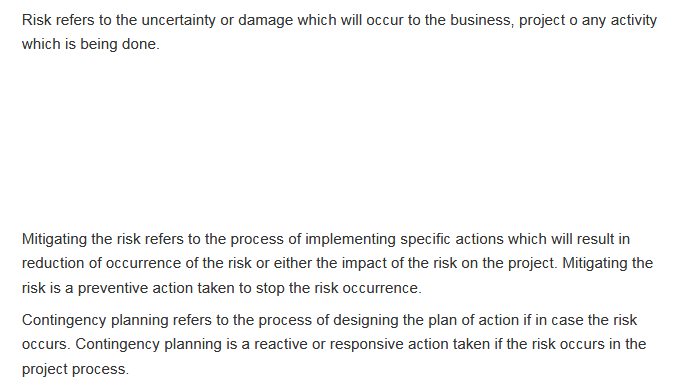 Risk refers to the uncertainty or damage which will occur to the business, project o any activity
which is being done.
Mitigating the risk refers to the process of implementing specific actions which will result in
reduction of occurrence of the risk or either the impact of the risk on the project. Mitigating the
risk is a preventive action taken to stop the risk occurrence.
Contingency planning refers to the process of designing the plan of action if in case the risk
occurs. Contingency planning is a reactive or responsive action taken if the risk occurs in the
project process.